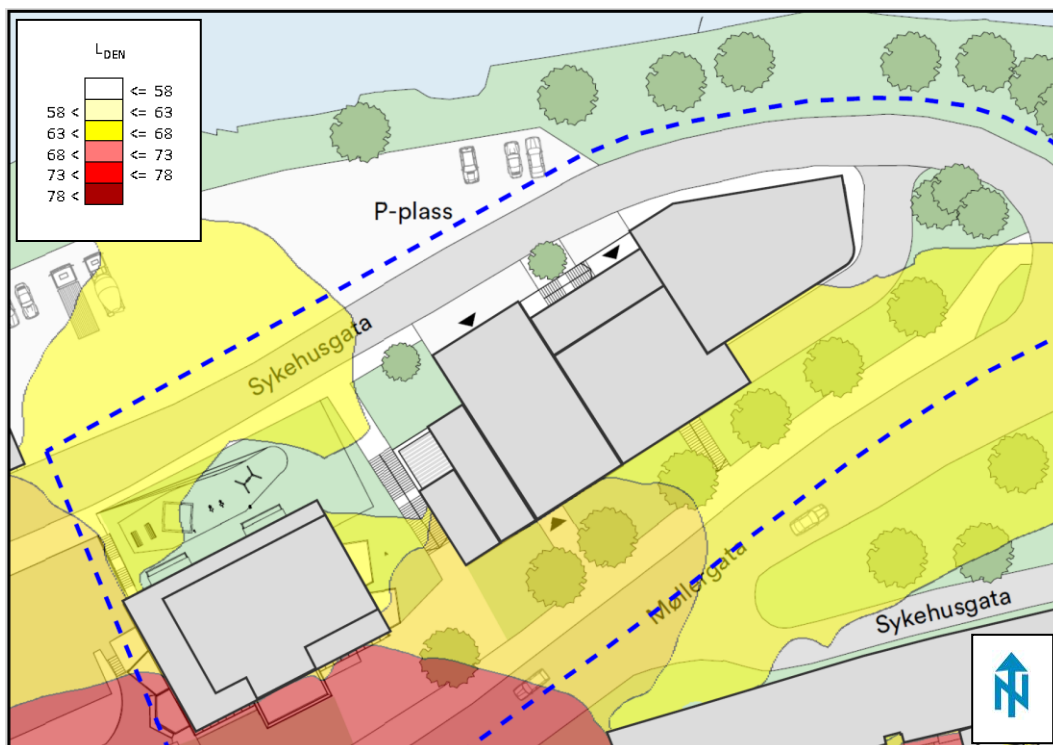 LDEN
<= 58
58 < <= 63
63 < <= 68
68 < <= 73
73 < <= 78
78 <
P-plass
Sykehusgata
Møllergata
Sykehusgata
N